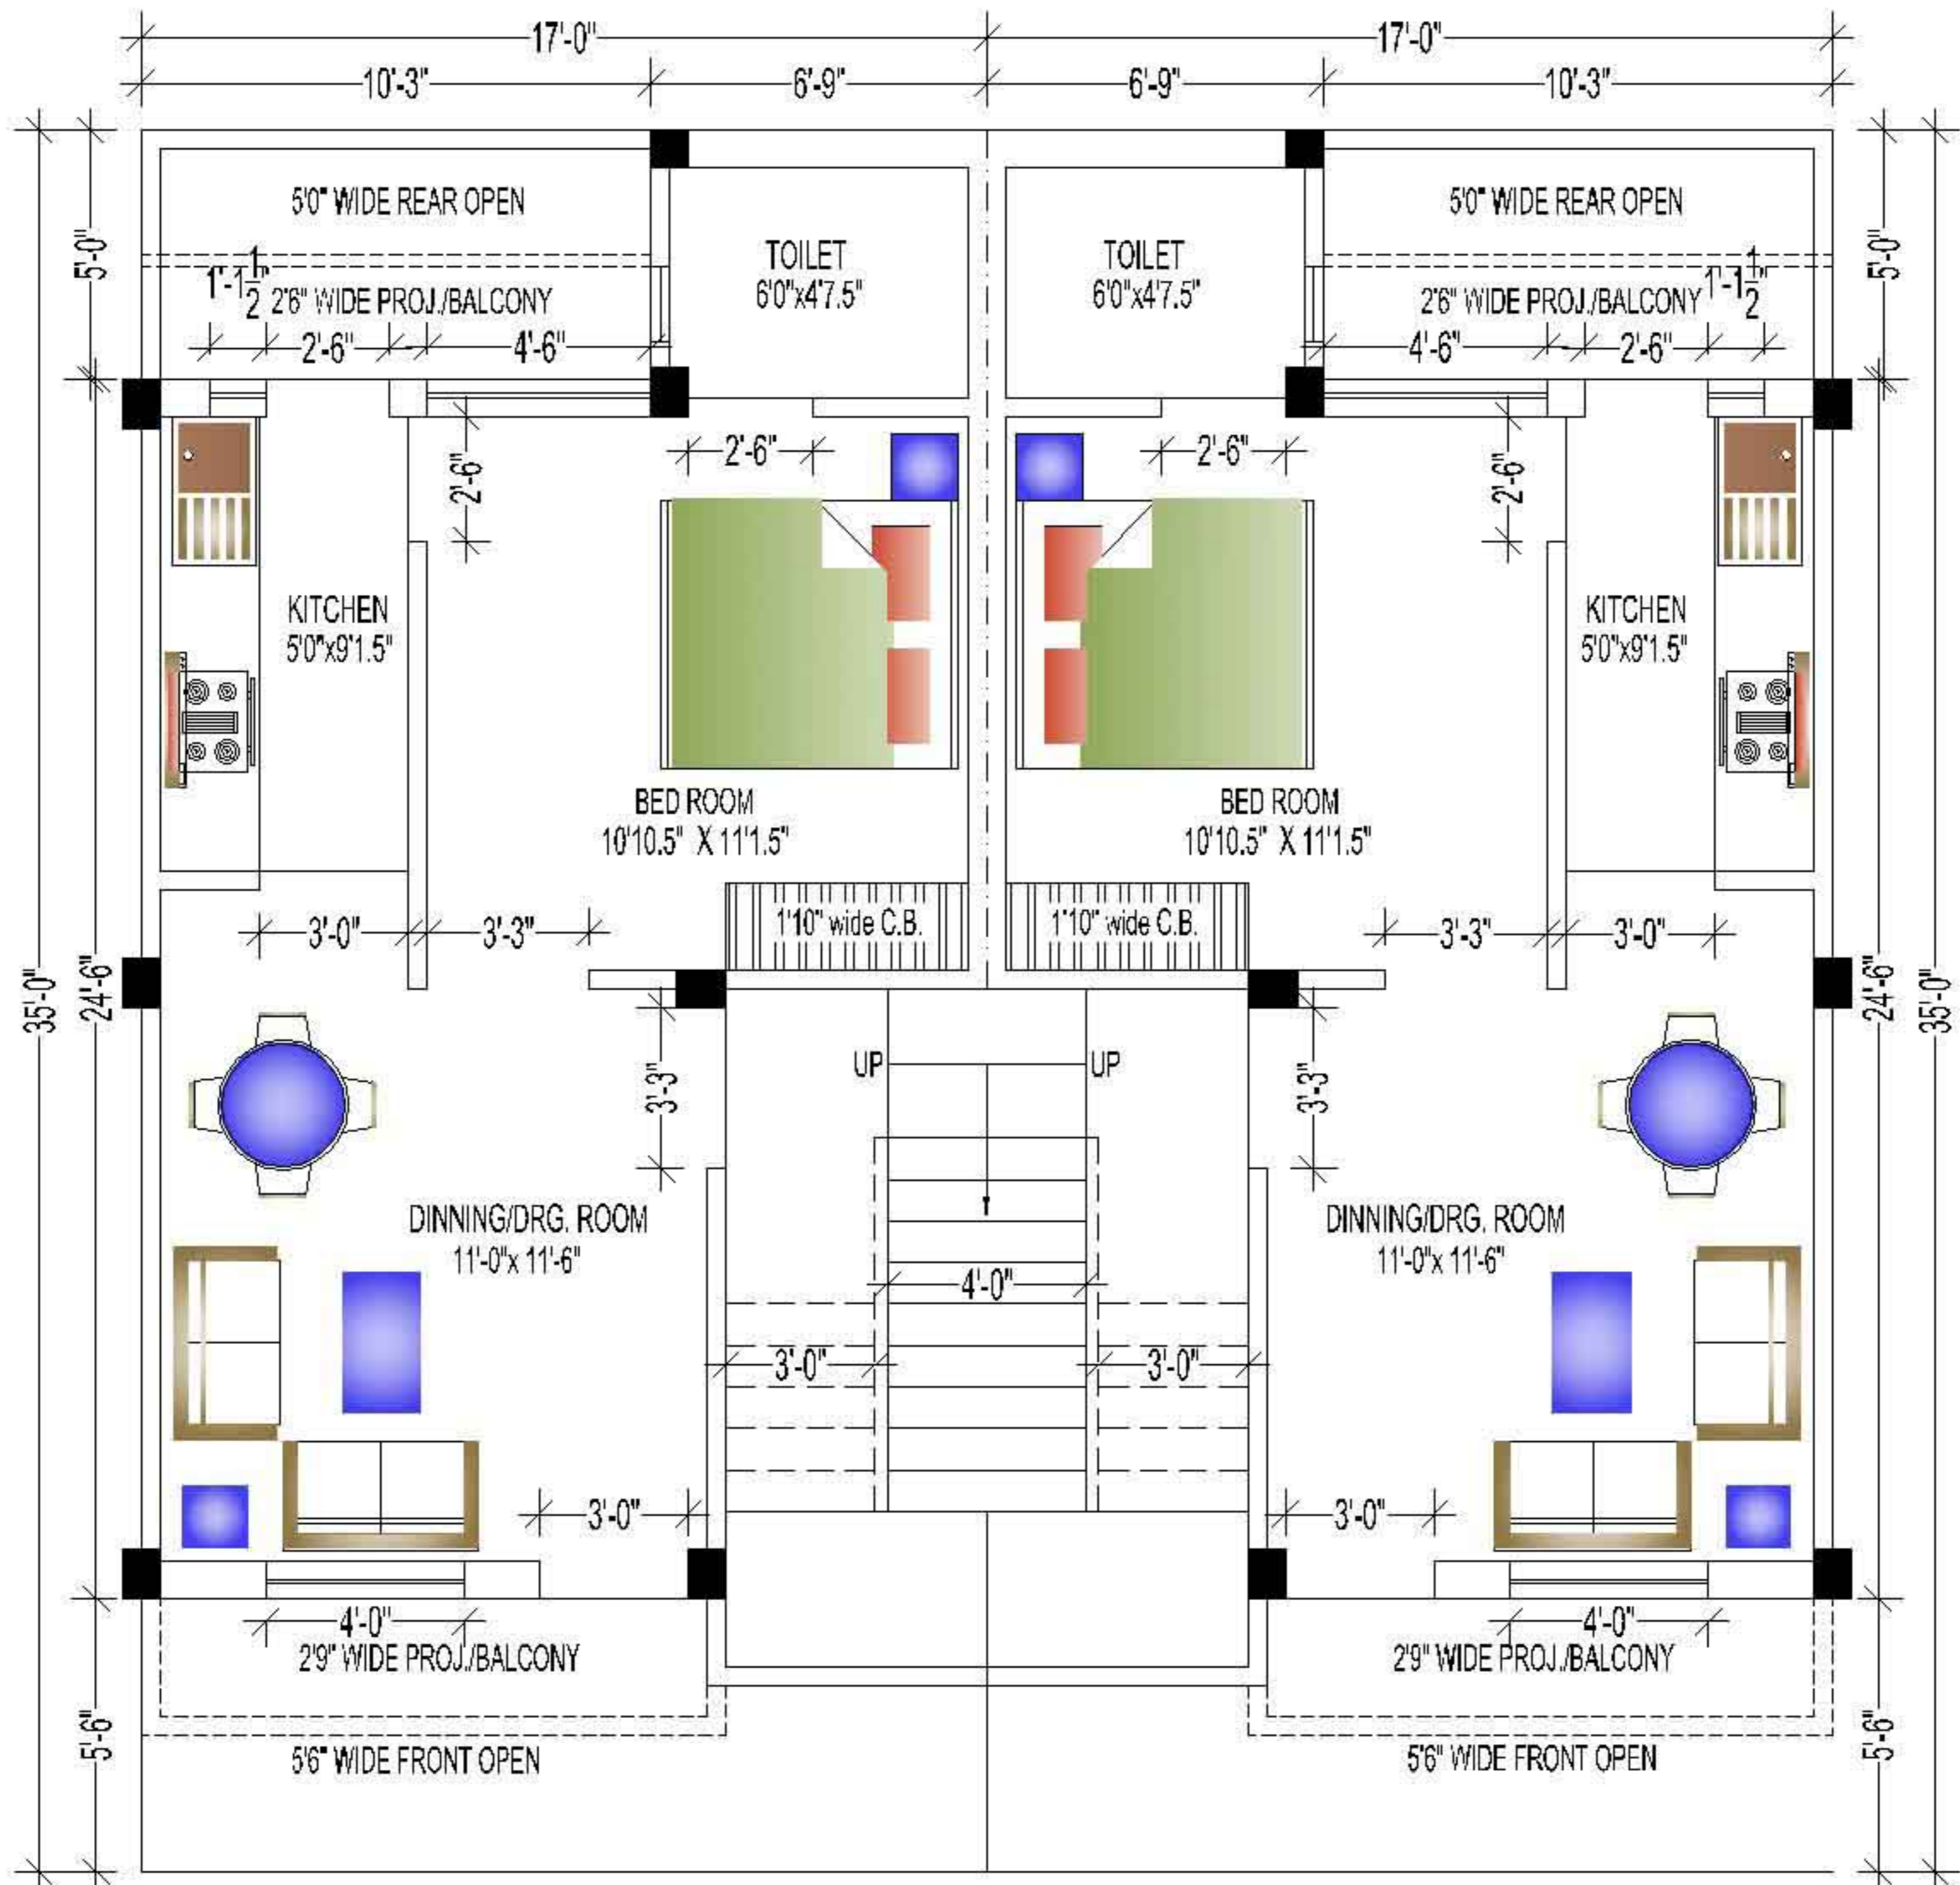 17'-0" 17'-0"
10'-3" 6'-9" 6'-9" 10'-3"
5'0" WIDE REAR OPEN
5'0" WIDE REAR OPEN
5'-0"
TOILET
6'0"x4'7.5"
TOILET
6'0"x4'7.5"
5'-0"
1'-1 1/2"
2'6" WIDE PROJ./BALCONY
2'6" WIDE PROJ./BALCONY
1'-1 1/2"
2'-6" 4'-6"
4'-6" 2'-6"
2'-6"
2'-6"
2'-6"
2'-6"
KITCHEN
5'0"x9'1.5"
KITCHEN
5'0"x9'1.5"
BED ROOM
10'10.5" X 11'1.5"
BED ROOM
10'10.5" X 11'1.5"
1'10" wide C.B.
1'10" wide C.B.
3'-0" 3'-3"
3'-3" 3'-0"
35'-0"
24'-6"
24'-6"
35'-0"
UP
UP
3'-3"
3'-3"
DINNING/DRG. ROOM
11'-0"x 11'-6"
DINNING/DRG. ROOM
11'-0"x 11'-6"
4'-0"
3'-0" 3'-0"
3'-0"
3'-0"
4'-0"
4'-0"
2'9" WIDE PROJ./BALCONY
2'9" WIDE PROJ./BALCONY
5'-6"
5'-6"
5'6" WIDE FRONT OPEN
5'6" WIDE FRONT OPEN